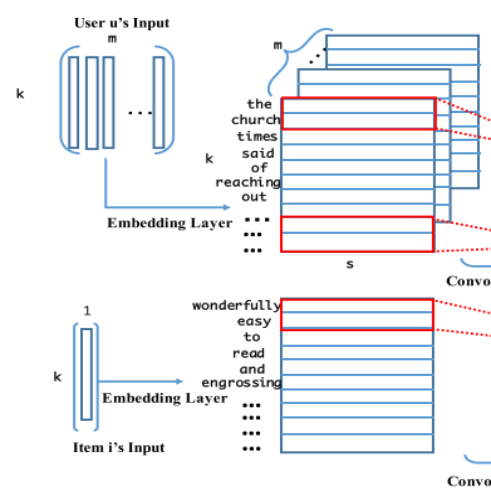 User u's Input
m
k
...
m
...
the
church
times
said
of
reaching
out
...
...
...
k
Embedding Layer
s
Convo
1
k
Embedding Layer
Item i's Input
wonderfully
easy
to
read
and
engrossing
...
...
...
...
Convo